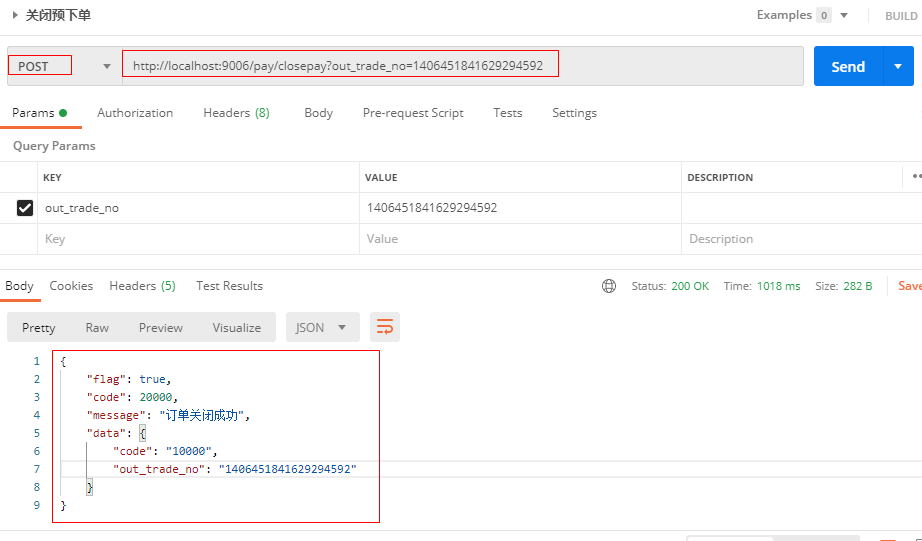 关闭预下单 Examples 0 BUILD
POST http://localhost:9006/pay/closepay?out_trade_no=1406451841629294592 Send
Params Authorization Headers (8) Body Pre-request Script Tests Settings
Query Params
KEY VALUE DESCRIPTION
out_trade_no 1406451841629294592
Key Value Description
Body Cookies Headers (5) Test Results Status: 200 OK Time: 1018 ms Size: 282 B Save
Pretty Raw Preview Visualize JSON
1 {
2 "flag": true,
3 "code": 20000,
4 "message": "订单关闭成功",
5 "data": {
6 "code": "10000",
7 "out_trade_no": "1406451841629294592"
8 }
9 }